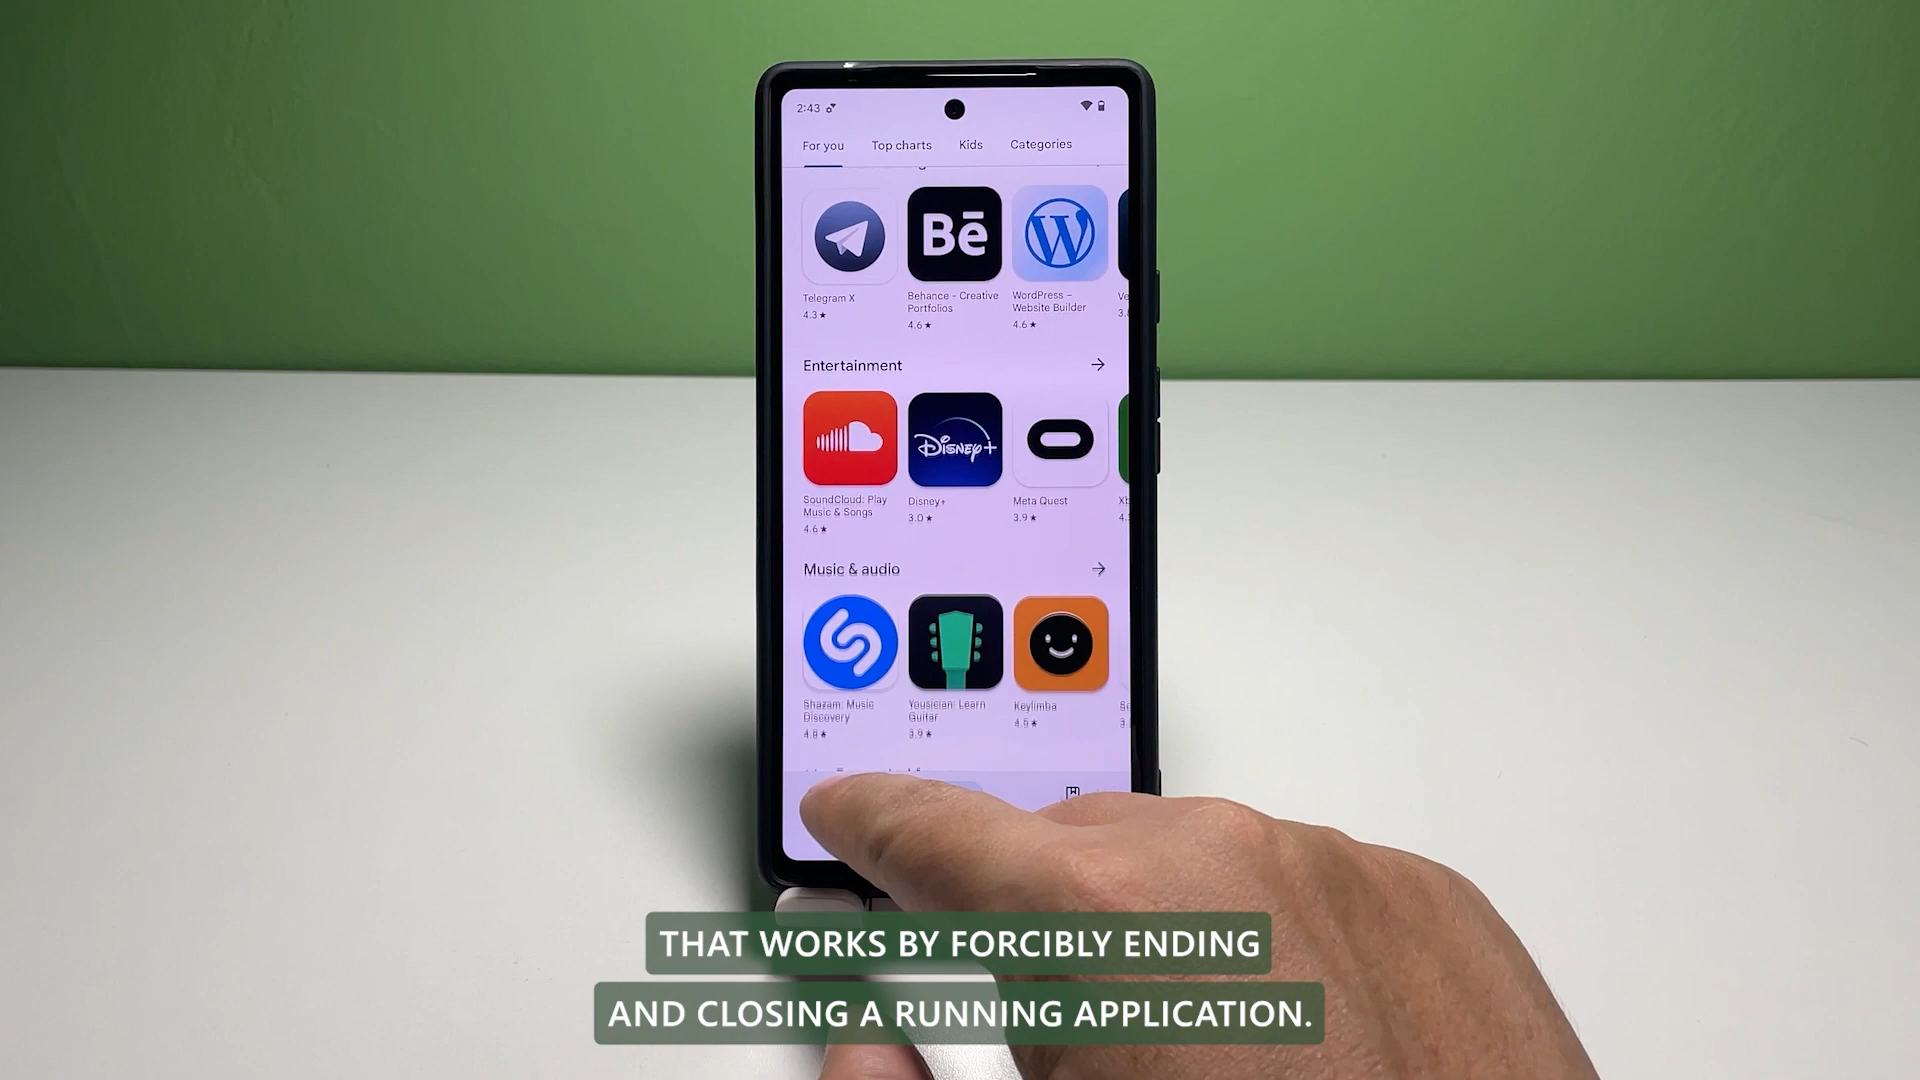 2:43
For you Top charts Kids Categories
Bē
W
Telegram X
4.3 ★
Behance - Creative
Portfolios
4.6 ★
WordPress –
Website Builder
4.6 ★
Entertainment
Disney+
SoundCloud: Play
Music & Songs
4.6 ★
Disney+
3.0 ★
Meta Quest
3.9 ★
Music & audio
Shazam: Music
Discovery
4.8 ★
Yousician: Learn
Guitar
3.9 ★
Keylimba
4.5 ★
THAT WORKS BY FORCIBLY ENDING
AND CLOSING A RUNNING APPLICATION.